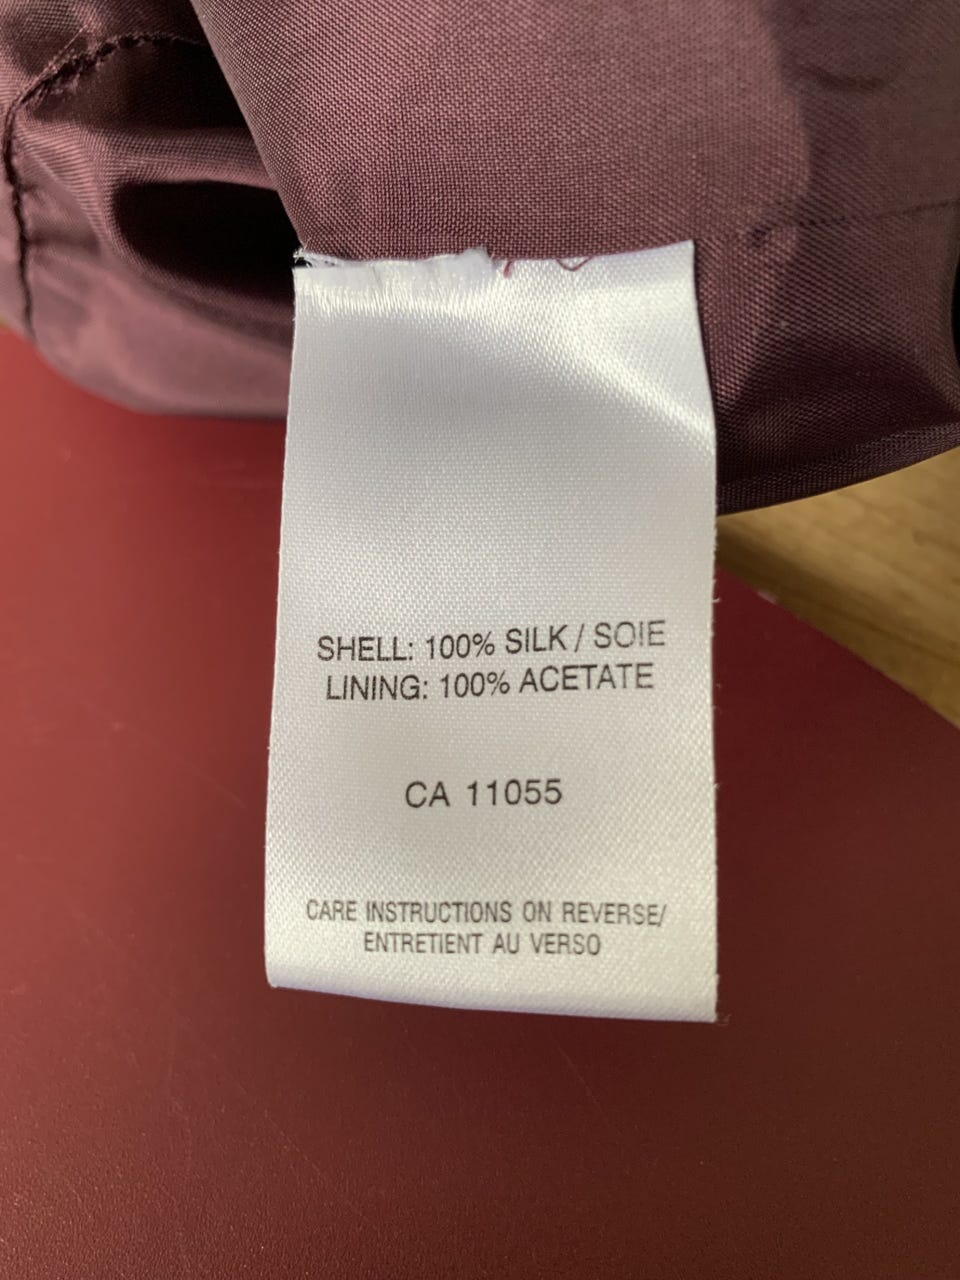 SHELL: 100% SILK / SOIE
LINING: 100% ACETATE
CA 11055
CARE INSTRUCTIONS ON REVERSE/
ENTRETIENT AU VERSO